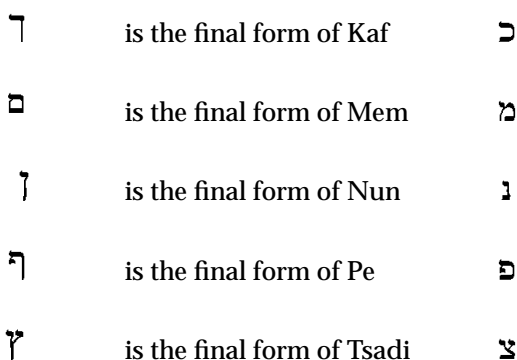 ך is the final form of Kaf כ
ם is the final form of Mem מ
ן is the final form of Nun נ
ף is the final form of Pe פ
ץ is the final form of Tsadi צ